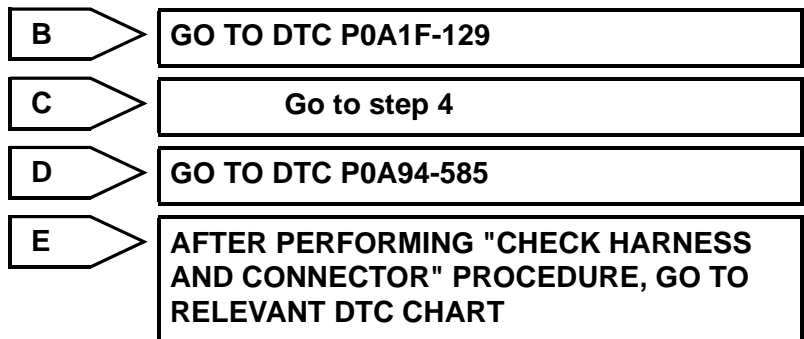 B GO TO DTC P0A1F-129
C Go to step 4
D GO TO DTC P0A94-585
E AFTER PERFORMING "CHECK HARNESS
AND CONNECTOR" PROCEDURE, GO TO
RELEVANT DTC CHART